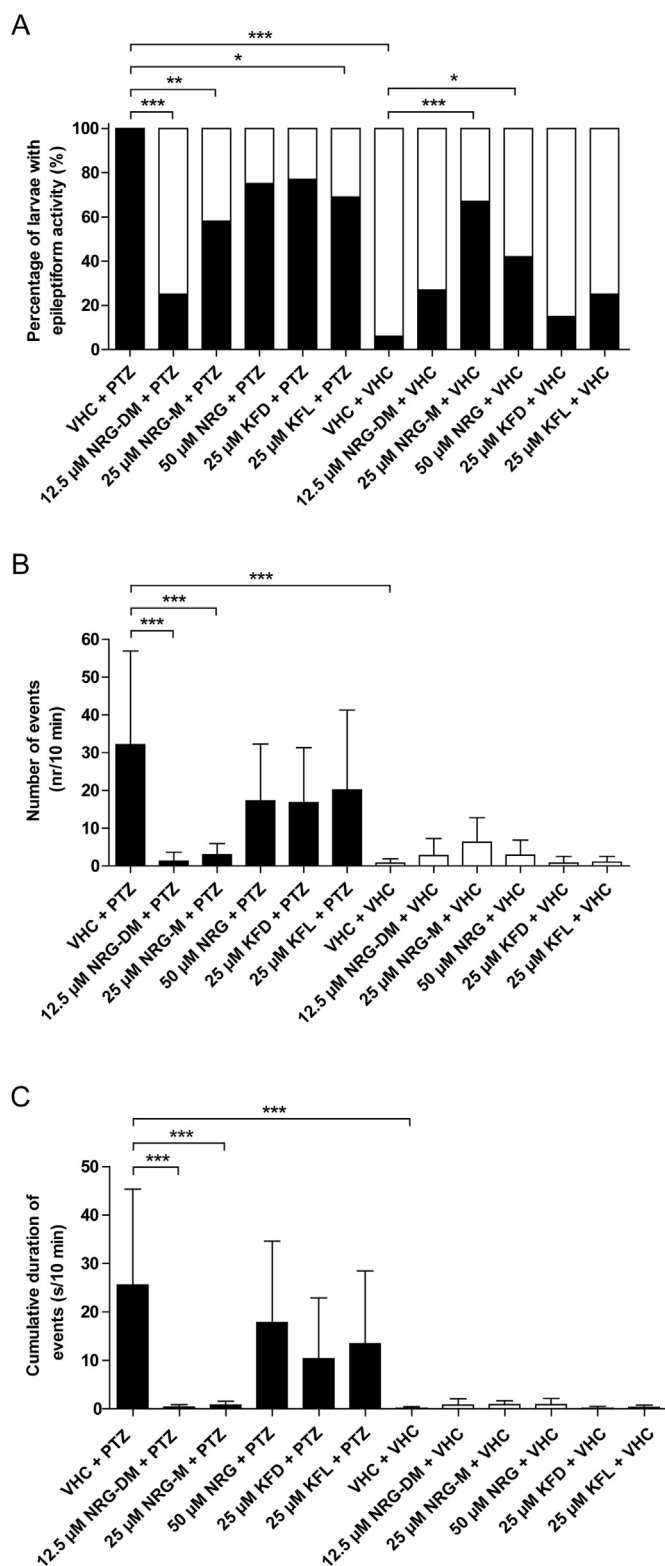 A
***
*
**
*
***
***
Percentage of larvae with
epileptiform activity (%)
100
80
60
40
20
0
VHC + PTZ
12.5 µM NRG-DM + PTZ
25 µM NRG-M + PTZ
50 µM NRG + PTZ
25 µM KFD + PTZ
25 µM KFL + PTZ
VHC + VHC
12.5 µM NRG-DM + VHC
25 µM NRG-M + VHC
50 µM NRG + VHC
25 µM KFD + VHC
25 µM KFL + VHC
B
***
***
***
Number of events
(nr/10 min)
60
50
40
30
20
10
0
VHC + PTZ
12.5 µM NRG-DM + PTZ
25 µM NRG-M + PTZ
50 µM NRG + PTZ
25 µM KFD + PTZ
25 µM KFL + PTZ
VHC + VHC
12.5 µM NRG-DM + VHC
25 µM NRG-M + VHC
50 µM NRG + VHC
25 µM KFD + VHC
25 µM KFL + VHC
C
***
***
***
Cumulative duration of
events (s/10 min)
50
40
30
20
10
0
VHC + PTZ
12.5 µM NRG-DM + PTZ
25 µM NRG-M + PTZ
50 µM NRG + PTZ
25 µM KFD + PTZ
25 µM KFL + PTZ
VHC + VHC
12.5 µM NRG-DM + VHC
25 µM NRG-M + VHC
50 µM NRG + VHC
25 µM KFD + VHC
25 µM KFL + VHC